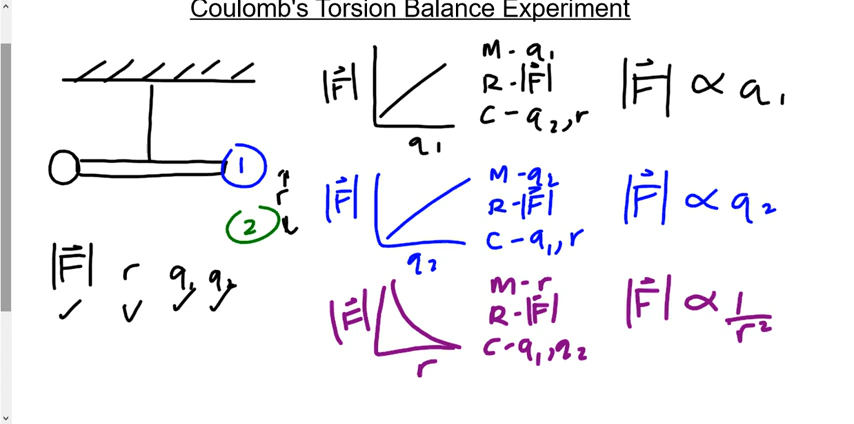 Coulomb's Torsion Balance Experiment
|F⃗|
q₁
M - q₁
R - |F⃗|
C - q₂, r
|F⃗| ∝ q₁
1
r
2
|F⃗|
q₂
M - q₂
R - |F⃗|
C - q₁, r
|F⃗| ∝ q₂
|F⃗| r q₁ q₂
✓ ✓ ✓ ✓
|F⃗|
r
M - r
R - |F⃗|
C - q₁, q₂
|F⃗| ∝ 1/r²